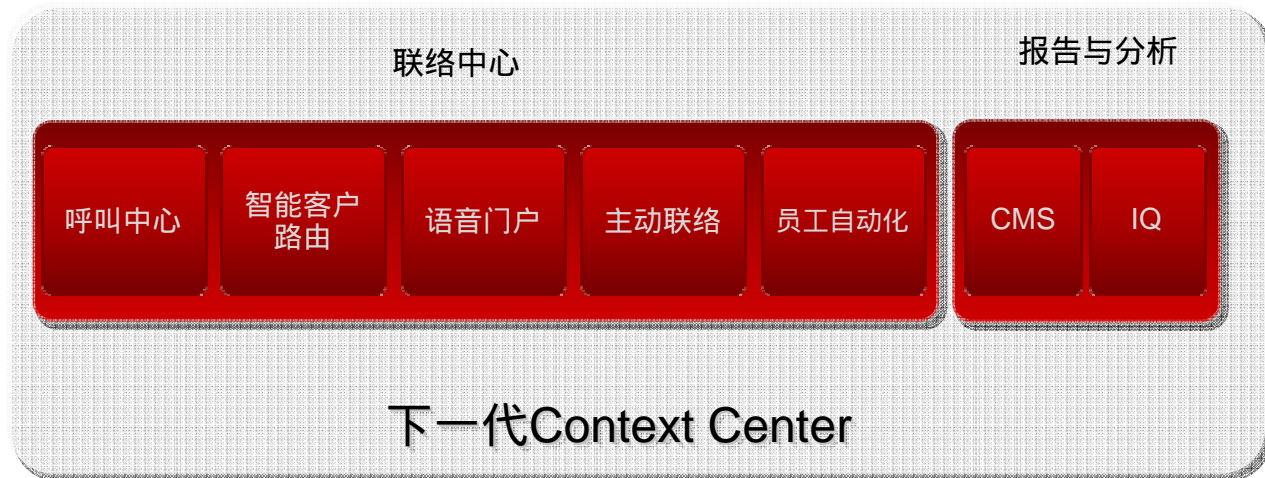 联络中心
报告与分析
呼叫中心
智能客户
路由
语音门户
主动联络
员工自动化
CMS
IQ
下一代Context Center